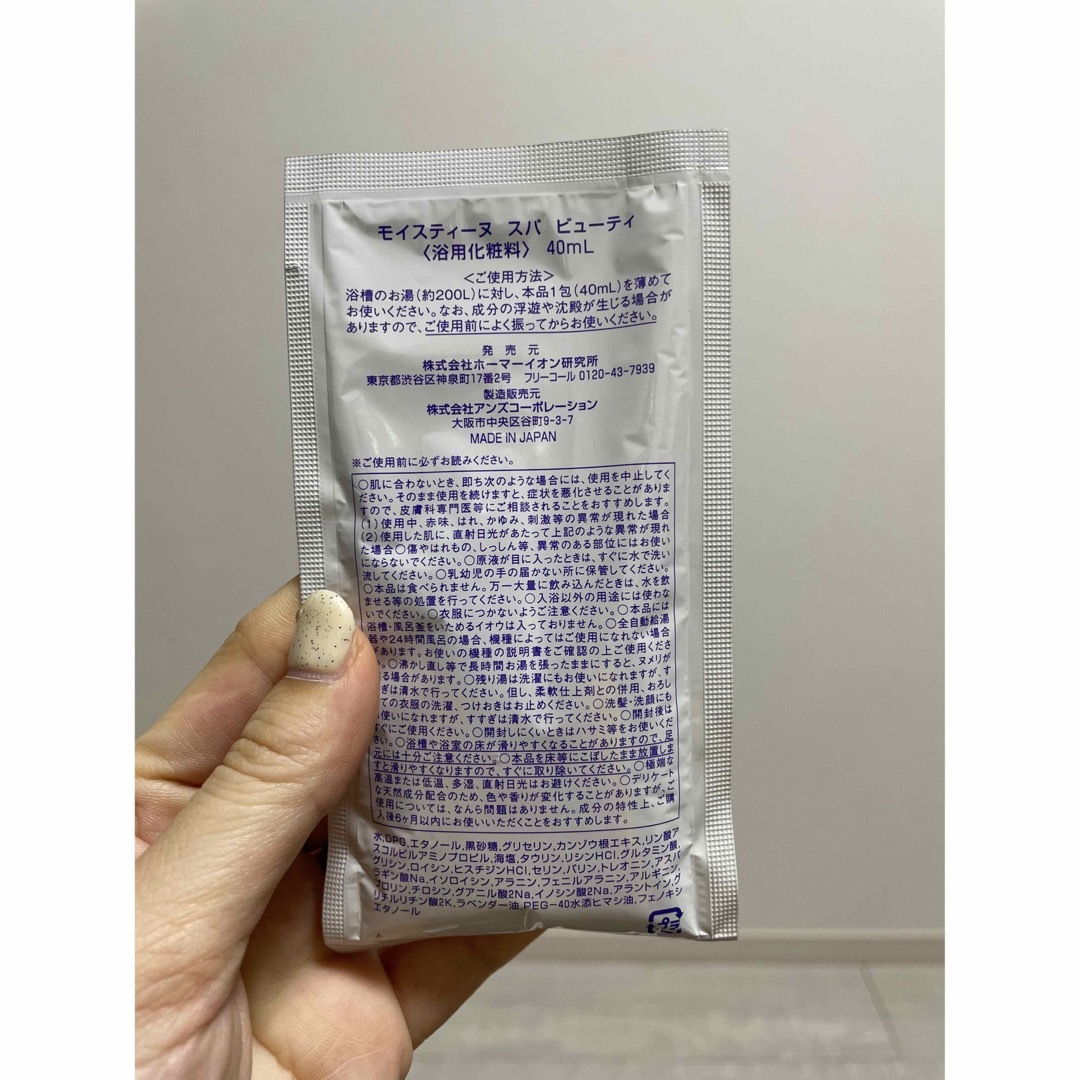 モイスティーヌ スパ ビューティ
〈浴用化粧料〉 40mL
＜ご使用方法＞
浴槽のお湯(約200L)に対し、本品1包(40mL)を薄めて
お使いください。なお、成分の浮遊や沈殿が生じる場合が
ありますので、ご使用前によく振ってからお使いください。
発 売 元
株式会社ホーマーイオン研究所
東京都渋谷区神泉町17番2号 フリーコール 0120-43-7939
製造販売元
株式会社アンズコーポレーション
大阪市中央区谷町9-3-7
MADE iN JAPAN
※ご使用前に必ずお読みください。
○肌に合わないとき、即ち次のような場合には、使用を中止してく
ださい。そのまま使用を続けますと、症状を悪化させることがありま
すので、皮膚科専門医等にご相談されることをおすすめします。
(1)使用中、赤味、はれ、かゆみ、刺激等の異常が現れた場合
(2)使用した肌に、直射日光があたって上記のような異常が現れ
た場合○傷やはれもの、しっしん等、異常のある部位にはお使い
にならないでください。○原液が目に入ったときは、すぐに水で洗い
流してください。○乳幼児の手の届かない所に保管してください。
○本品は食べられません。万一大量に飲み込んだときは、水を飲
ませる等の処置を行ってください。○入浴以外の用途には使わな
いでください。○衣服につかないようご注意ください。○本品には
浴槽・風呂釜をいためるイオウは入っておりません。○全自動給湯
器や24時間風呂の場合、機種によってはご使用になれない場合
があります。お使いの機種の説明書をご確認の上ご使用くださ
い。○沸かし直し等で長時間お湯を張ったままにすると、ヌメリが
る場合があります。○残り湯は洗濯にもお使いになれますが、す
ぎは清水で行ってください。但し、柔軟仕上剤との併用、おろし
ての衣服の洗濯、つけおきはお止めください。○洗髪・洗顔にも
使いになれますが、すすぎは清水で行ってください。○開封後は
すぐにご使用ください。○開封しにくいときはハサミ等をお使いくだ
さい。○浴槽や浴室の床が滑りやすくなることがありますので、足
元には十分ご注意ください。○本品を床等にこぼしたまま放置しま
すと滑りやすくなりますので、すぐに取り除いてください。○極端な
高温または低温、多湿、直射日光はお避けください。○デリケート
な天然成分配合のため、色や香りが変化することがありますが、ご
使用については、なんら問題はありません。成分の特性上、ご購
入後6ヶ月以内にお使いいただくことをおすすめします。
水,DPG,エタノール,黒砂糖,グリセリン,カンゾウ根エキス,リン酸ア
スコルビルアミノプロピル,海塩,タウリン,リシンHCl,グルタミン酸,
グリシン,ロイシン,ヒスチジンHCl,セリン,バリン,トレオニン,アスパ
ラギン酸Na,イソロイシン,アラニン,フェニルアラニン,アルギニン,
プロリン,チロシン,グアニル酸2Na,イノシン酸2Na,アラントイン,グ
リチルリチン酸2K,ラベンダー油,PEG-40水添ヒマシ油,フェノキシ
エタノール
プラ